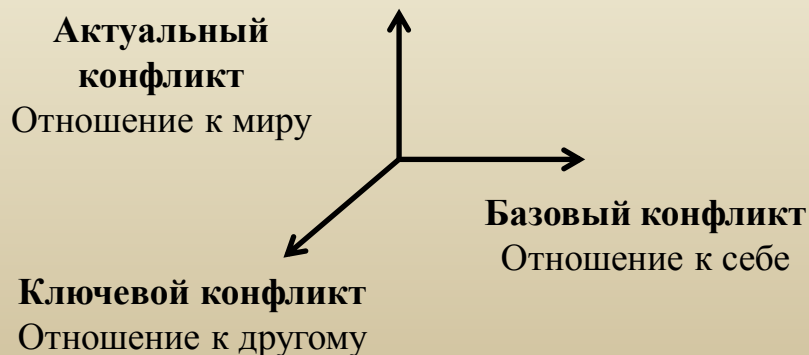 Актуальный
конфликт
Отношение к миру
Базовый конфликт
Отношение к себе
Ключевой конфликт
Отношение к другому